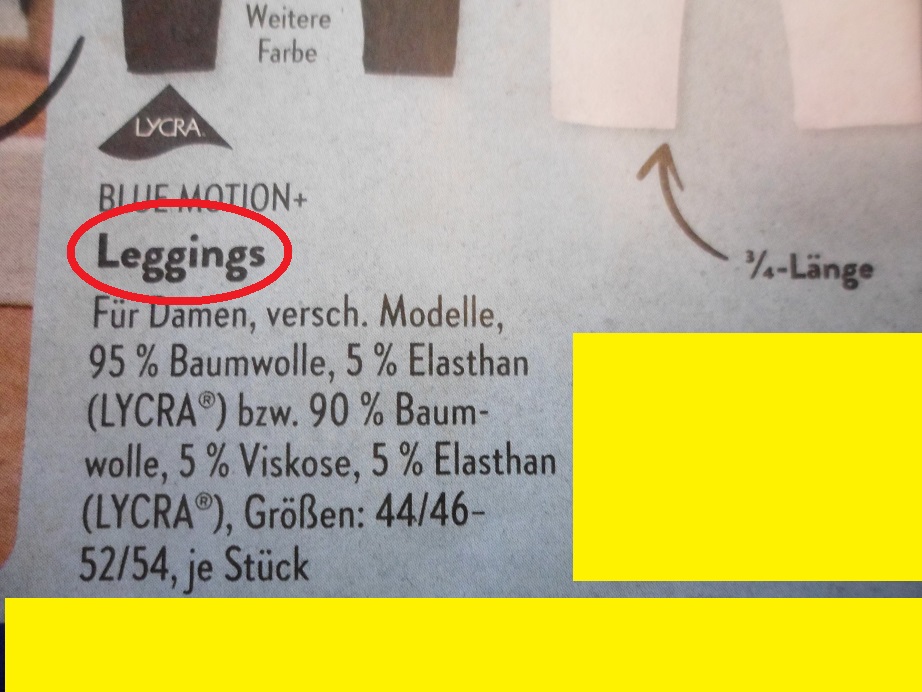 Weitere
Farbe
LYCRA
BLUE MOTION+
Leggings
¾-Länge
Für Damen, versch. Modelle,
95 % Baumwolle, 5 % Elasthan
(LYCRA®) bzw. 90 % Baum-
wolle, 5 % Viskose, 5 % Elasthan
(LYCRA®), Größen: 44/46–
52/54, je Stück